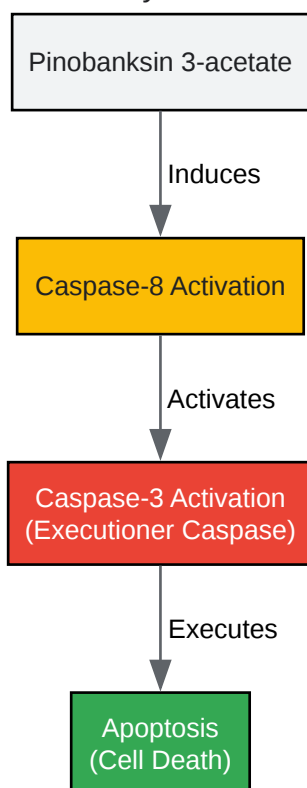 Pinobanksin 3-acetate
Induces
Caspase-8 Activation
Activates
Caspase-3 Activation
(Executioner Caspase)
Executes
Apoptosis
(Cell Death)